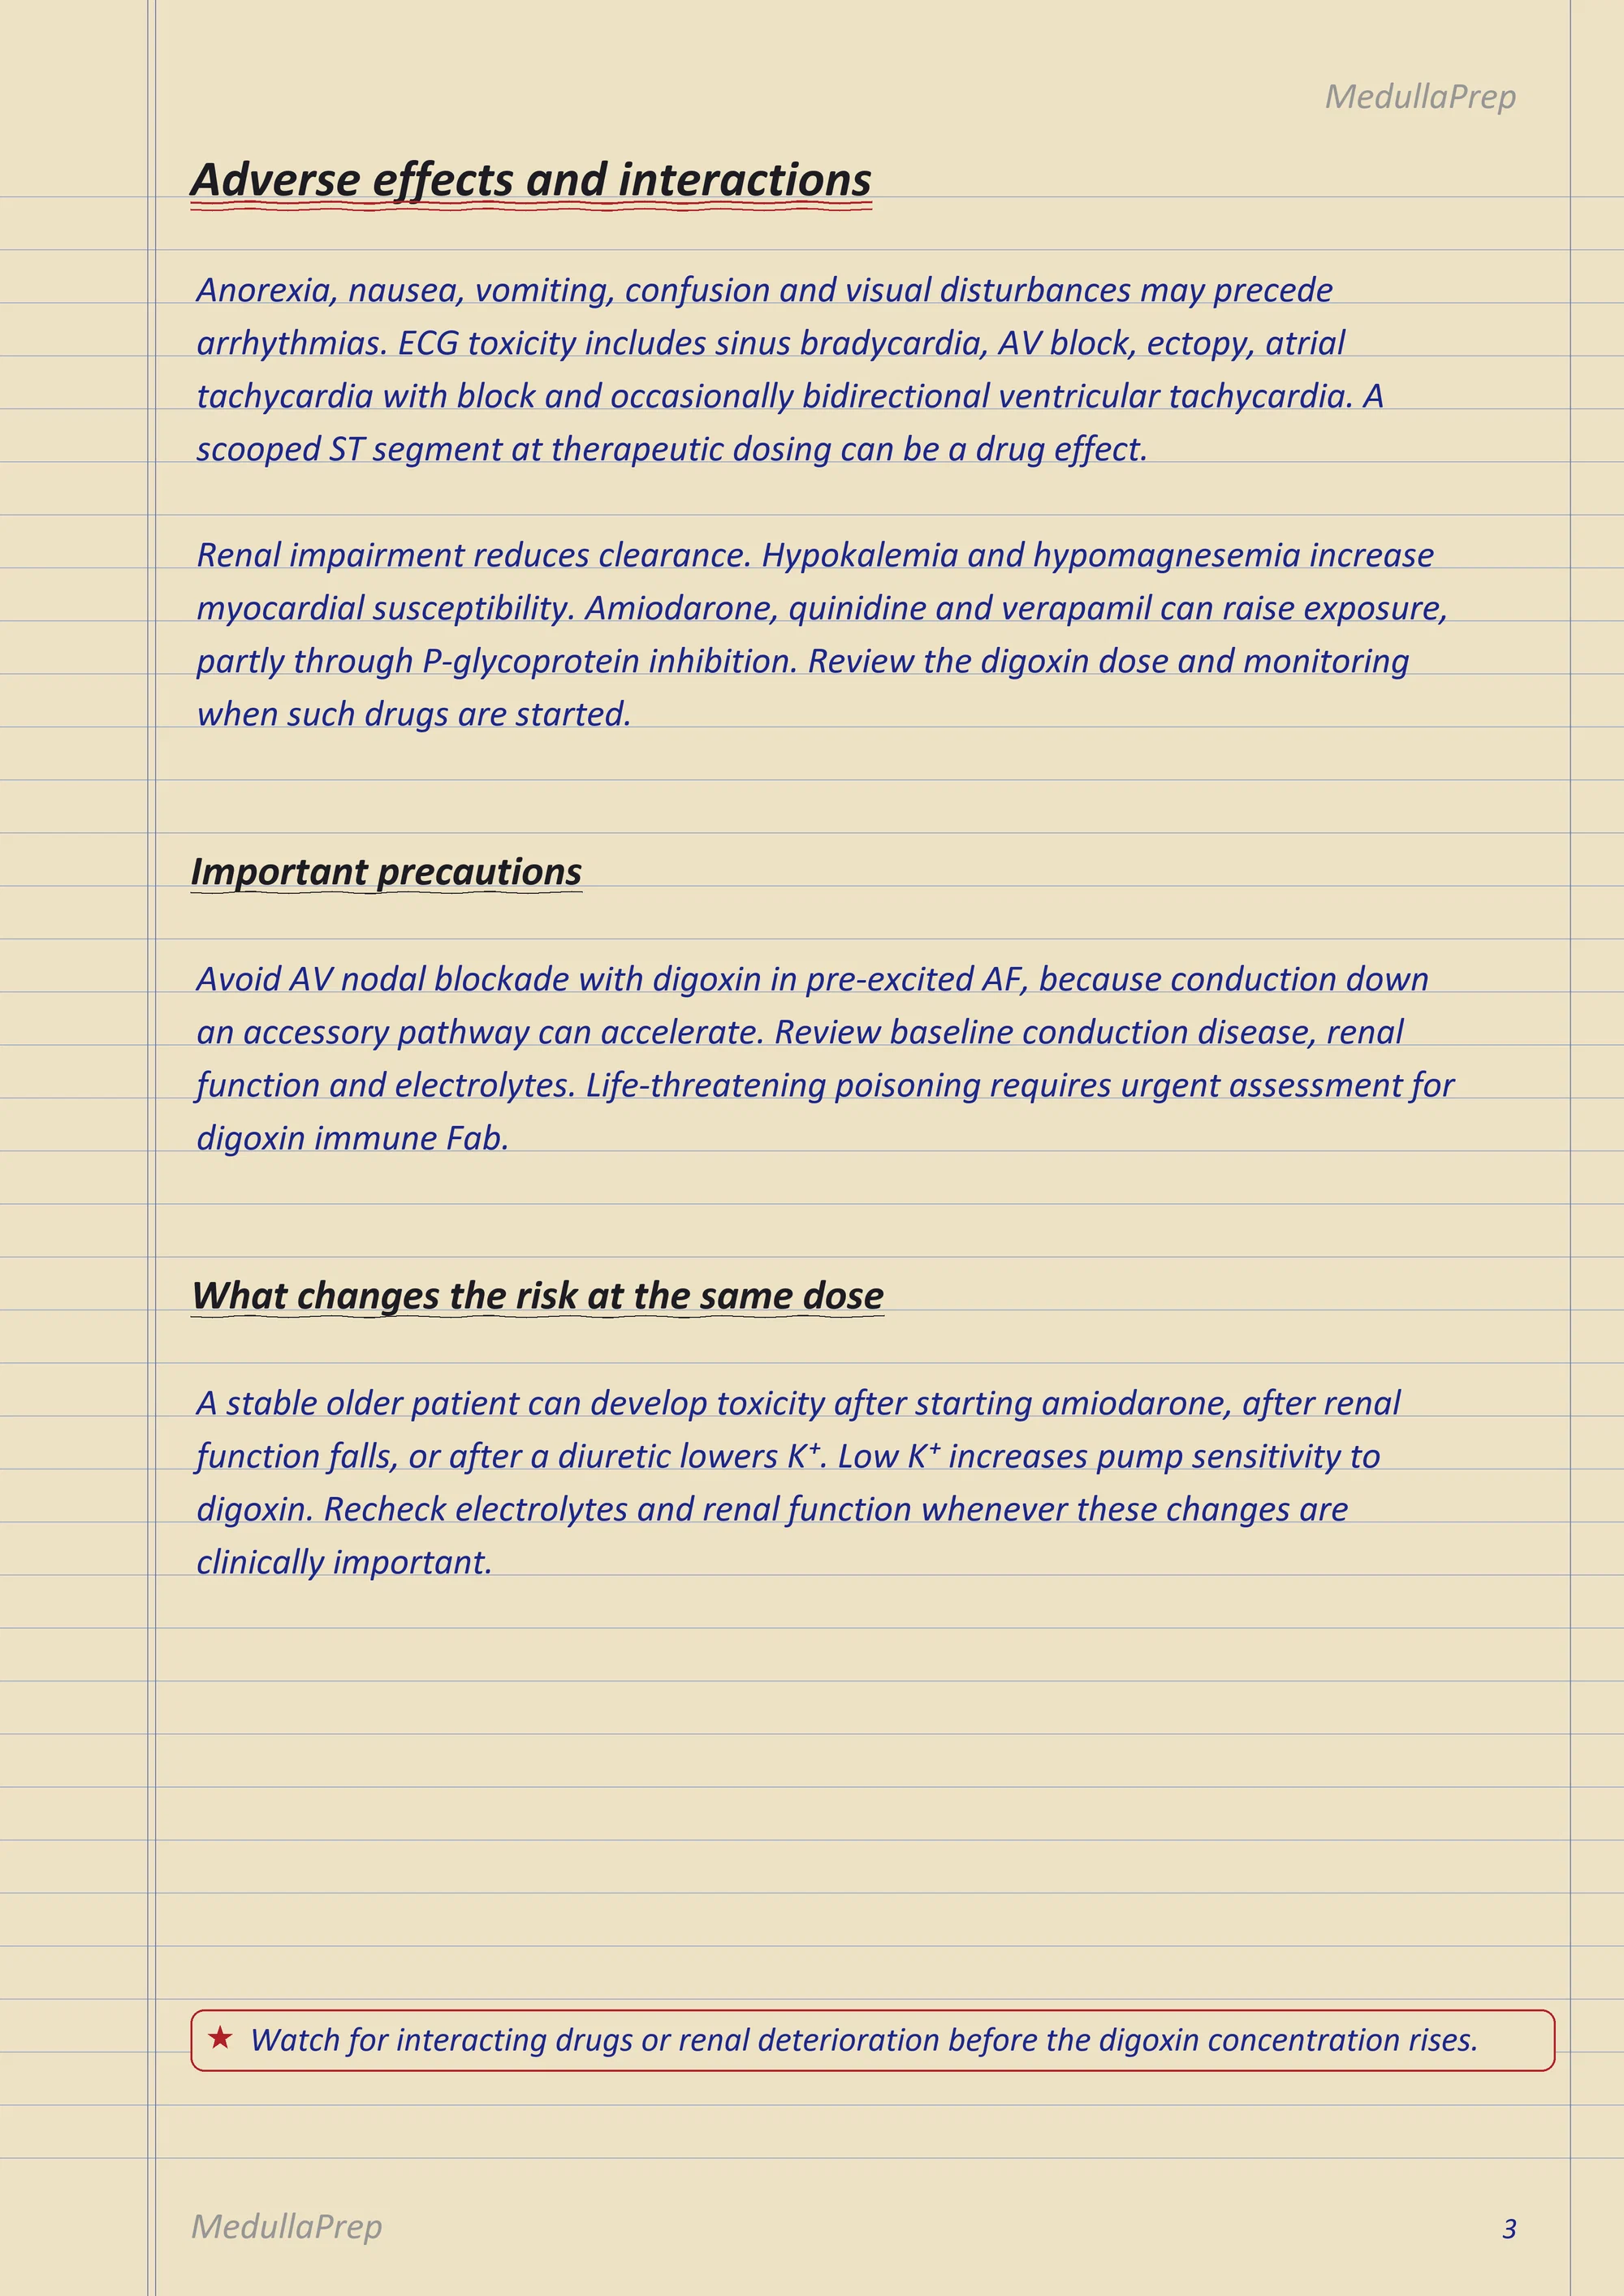 MedullaPrep
Adverse effects and interactions
Anorexia, nausea, vomiting, confusion and visual disturbances may precede
arrhythmias. ECG toxicity includes sinus bradycardia, AV block, ectopy, atrial
tachycardia with block and occasionally bidirectional ventricular tachycardia. A
scooped ST segment at therapeutic dosing can be a drug effect.
Renal impairment reduces clearance. Hypokalemia and hypomagnesemia increase
myocardial susceptibility. Amiodarone, quinidine and verapamil can raise exposure,
partly through P-glycoprotein inhibition. Review the digoxin dose and monitoring
when such drugs are started.
Important precautions
Avoid AV nodal blockade with digoxin in pre-excited AF, because conduction down
an accessory pathway can accelerate. Review baseline conduction disease, renal
function and electrolytes. Life-threatening poisoning requires urgent assessment for
digoxin immune Fab.
What changes the risk at the same dose
A stable older patient can develop toxicity after starting amiodarone, after renal
function falls, or after a diuretic lowers K⁺. Low K⁺ increases pump sensitivity to
digoxin. Recheck electrolytes and renal function whenever these changes are
clinically important.
★ Watch for interacting drugs or renal deterioration before the digoxin concentration rises.
MedullaPrep
3